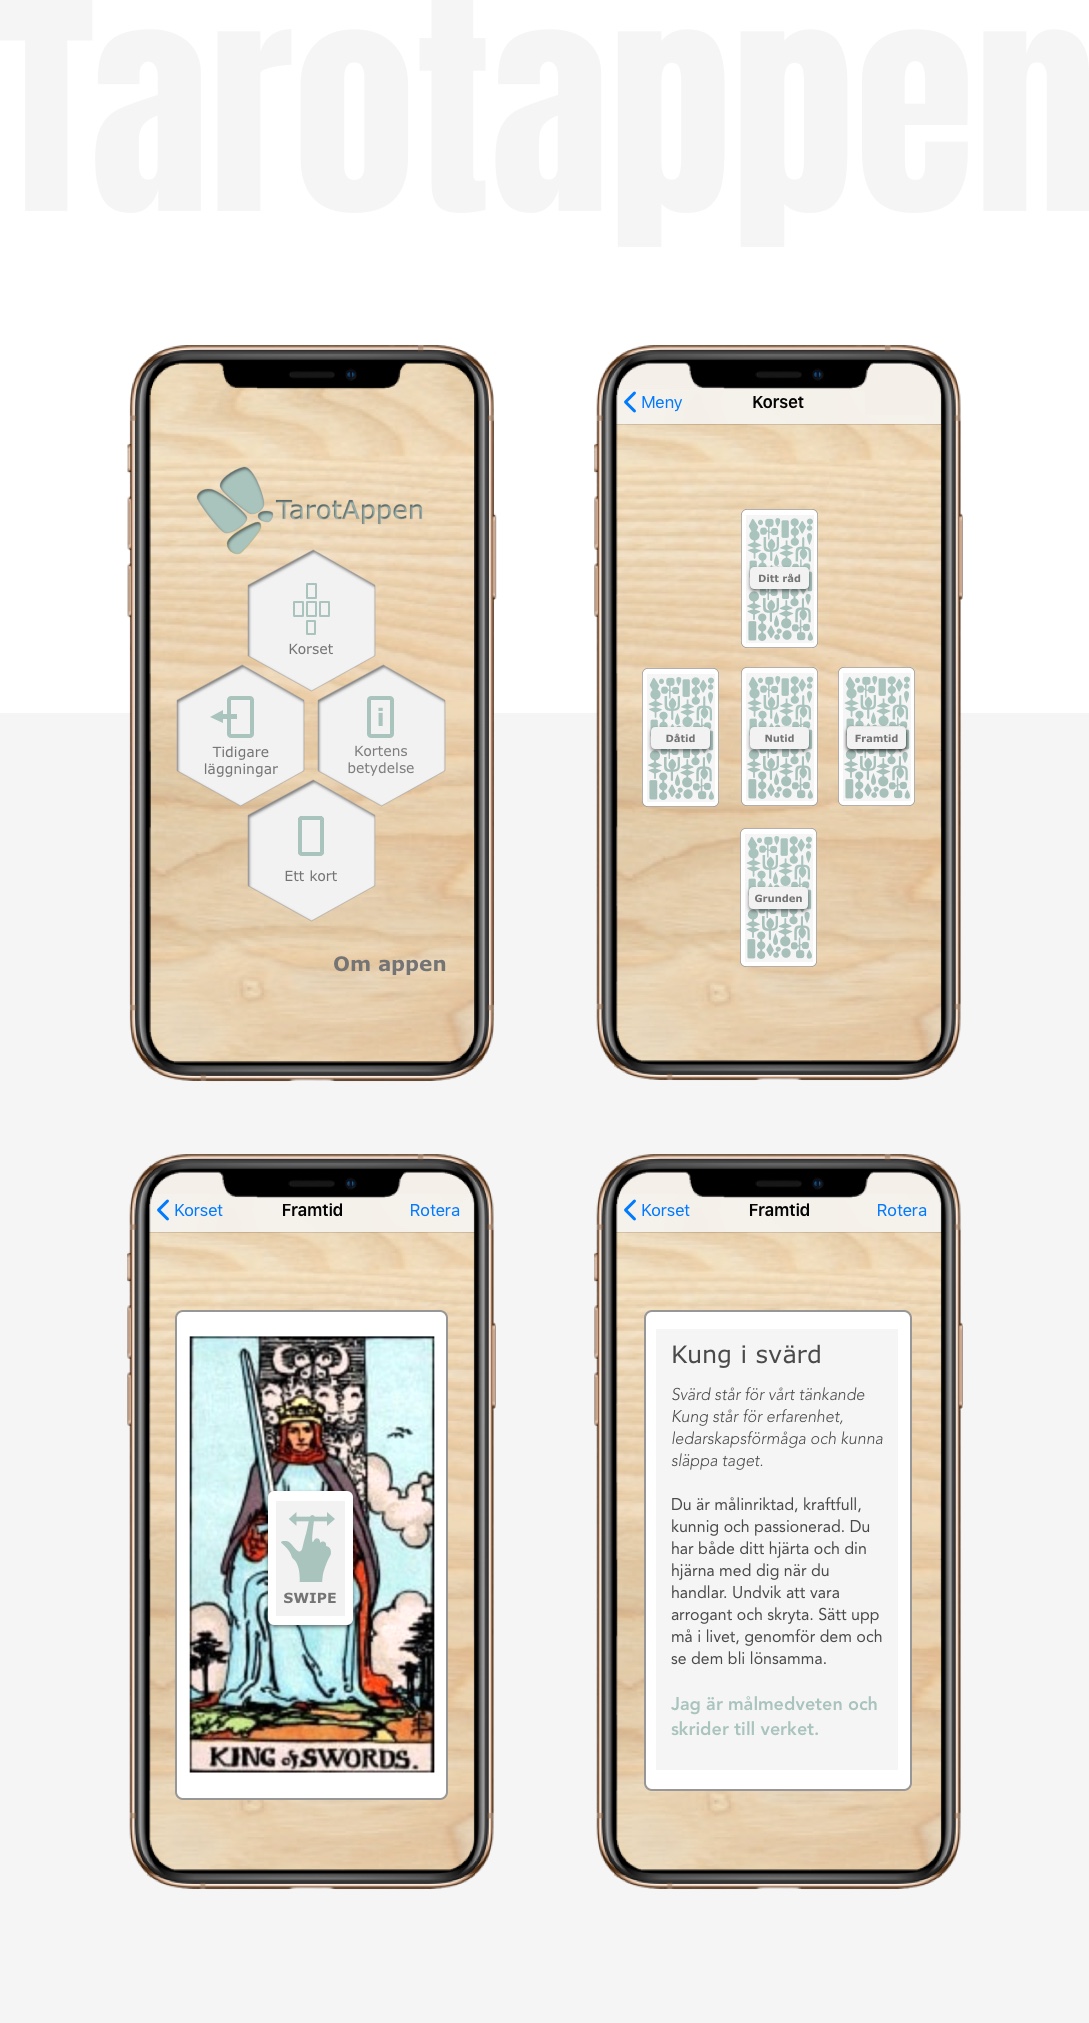 Tarotappen
TarotAppen
Korset
Tidigare
läggningar
Kortens
betydelse
Ett kort
Om appen
Meny
Korset
Ditt råd
Dåtid
Nutid
Framtid
Grunden
Korset
Framtid
Rotera
SWIPE
KING of SWORDS.
Korset
Framtid
Rotera
Kung i svärd
Svärd står för vårt tänkande
Kung står för erfarenhet,
ledarskapsförmåga och kunna
släppa taget.
Du är målinriktad, kraftfull,
kunnig och passionerad. Du
har både ditt hjärta och din
hjärna med dig när du
handlar. Undvik att vara
arrogant och skryta. Sätt upp
må i livet, genomför dem och
se dem bli lönsamma.
Jag är målmedveten och
skrider till verket.